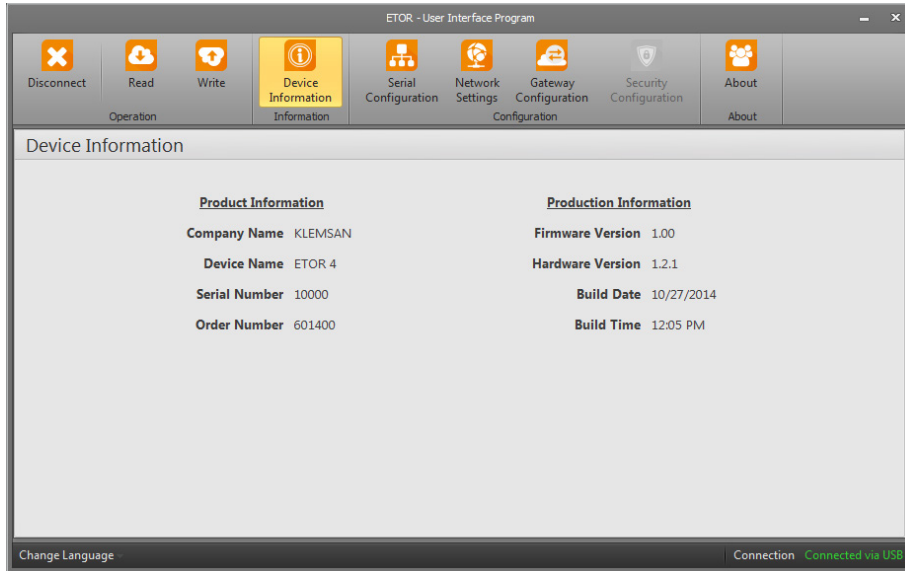 ETOR - User Interface Program
Disconnect
Read
Write
Device
Information
Serial
Configuration
Network
Settings
Gateway
Configuration
Security
Configuration
About
Operation
Information
Configuration
About
Device Information
Product Information
Company Name KLEMSAN
Device Name ETOR 4
Serial Number 10000
Order Number 601400
Production Information
Firmware Version 1.00
Hardware Version 1.2.1
Build Date 10/27/2014
Build Time 12:05 PM
Change Language
Connection Connected via USB